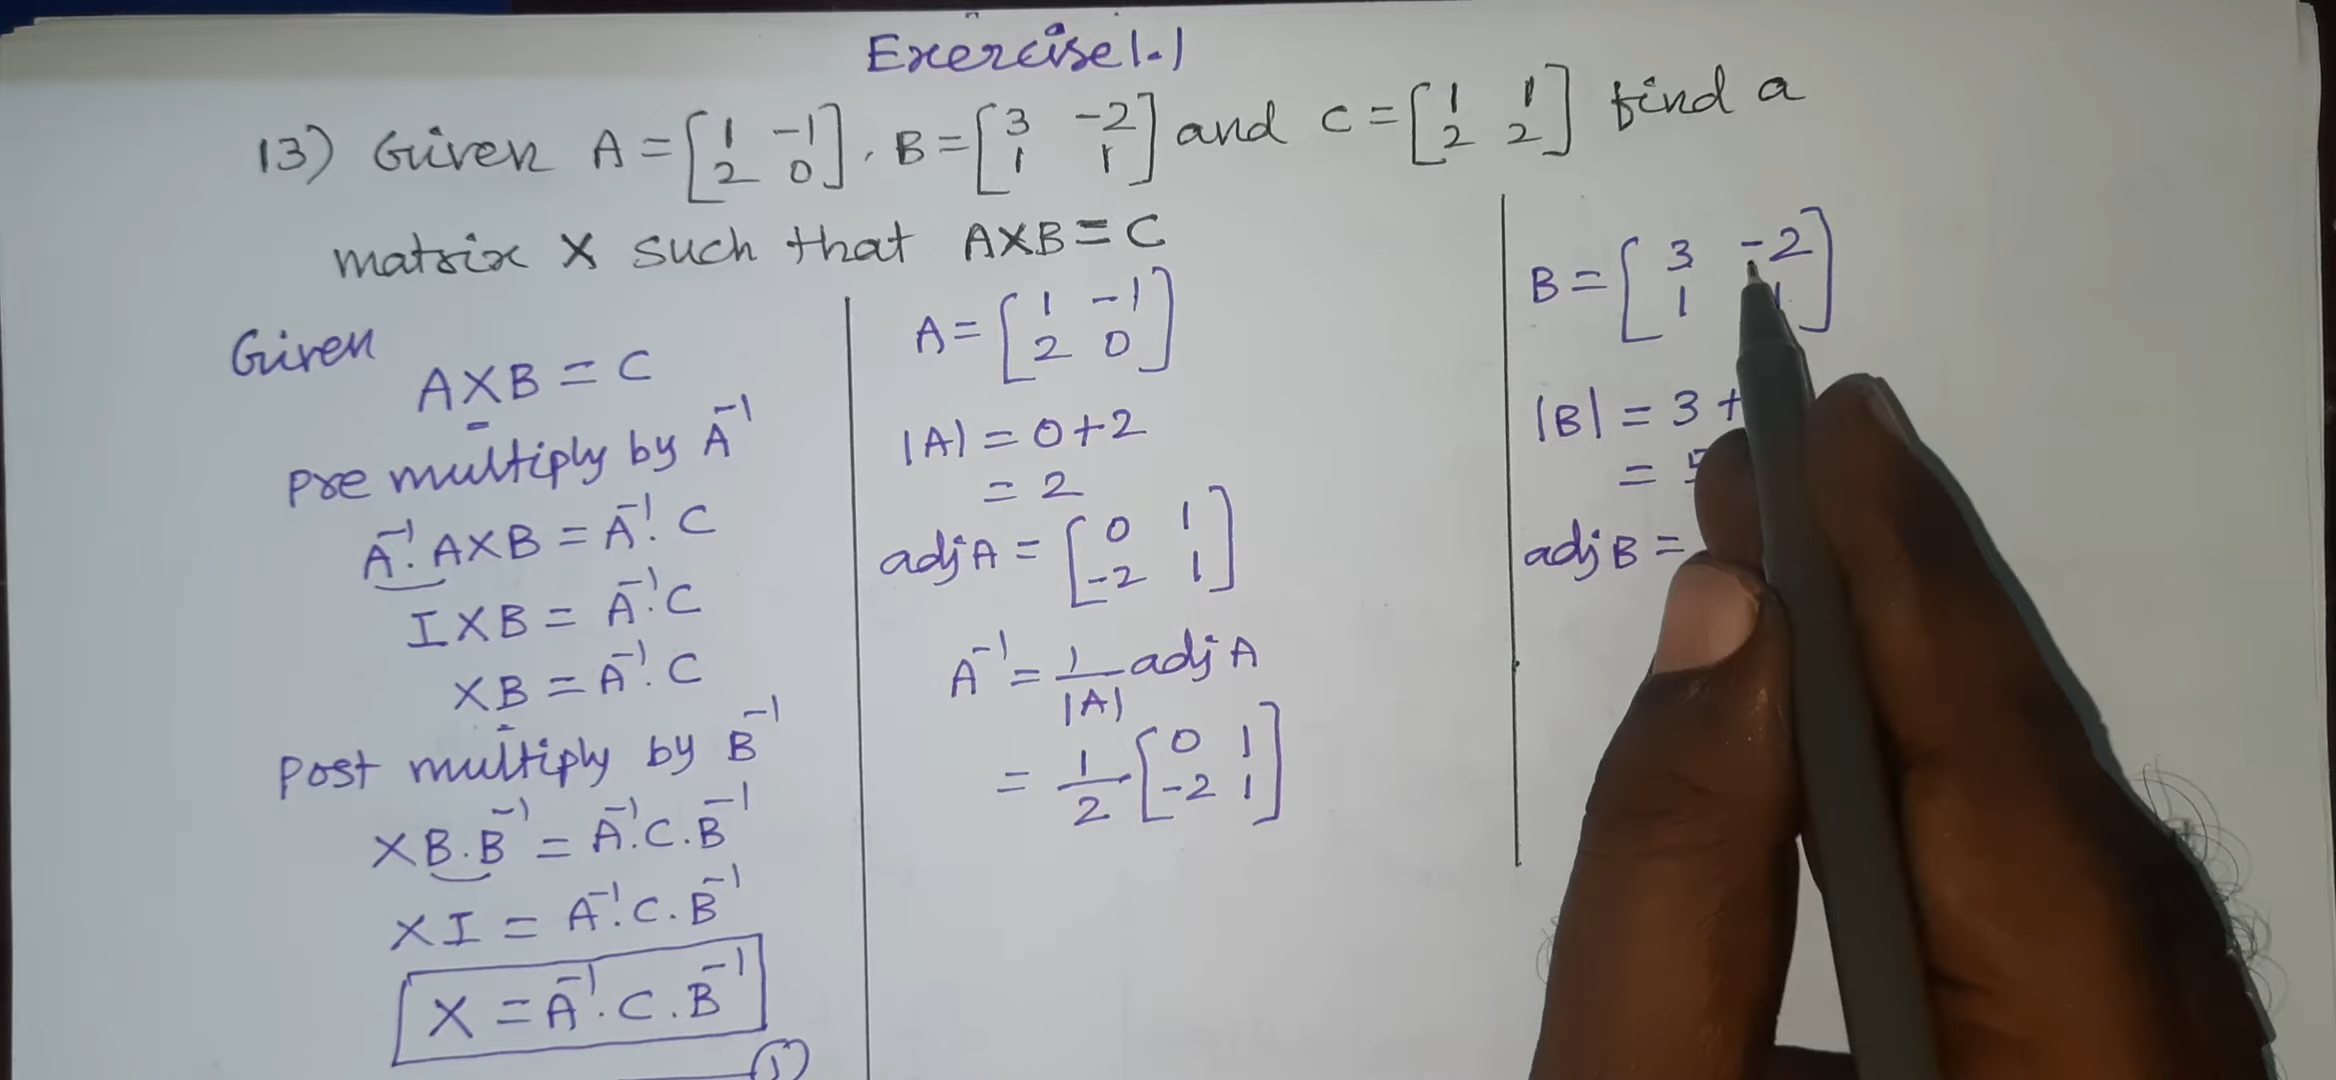 Exercise 1.1
13) Given A = [1 -1 2 0], B = [3 -2 1 1] and C = [1 1 2 2] find a
matrix X such that AXB = C
Given
AXB = C
Pre multiply by A⁻¹
A⁻¹. AXB = A⁻¹. C
IXB = A⁻¹. C
XB = A⁻¹. C
Post multiply by B⁻¹
XB.B⁻¹ = A⁻¹. C. B⁻¹
XI = A⁻¹. C. B⁻¹
X = A⁻¹. C. B⁻¹
①
A = [1 -1 2 0]
|A| = 0+2
= 2
adj A = [0 1 -2 1]
A⁻¹ = 1/|A| adj A
= 1/2 [0 1 -2 1]
B = [3 -2 1 1]
|B| = 3 +
=
adj B =